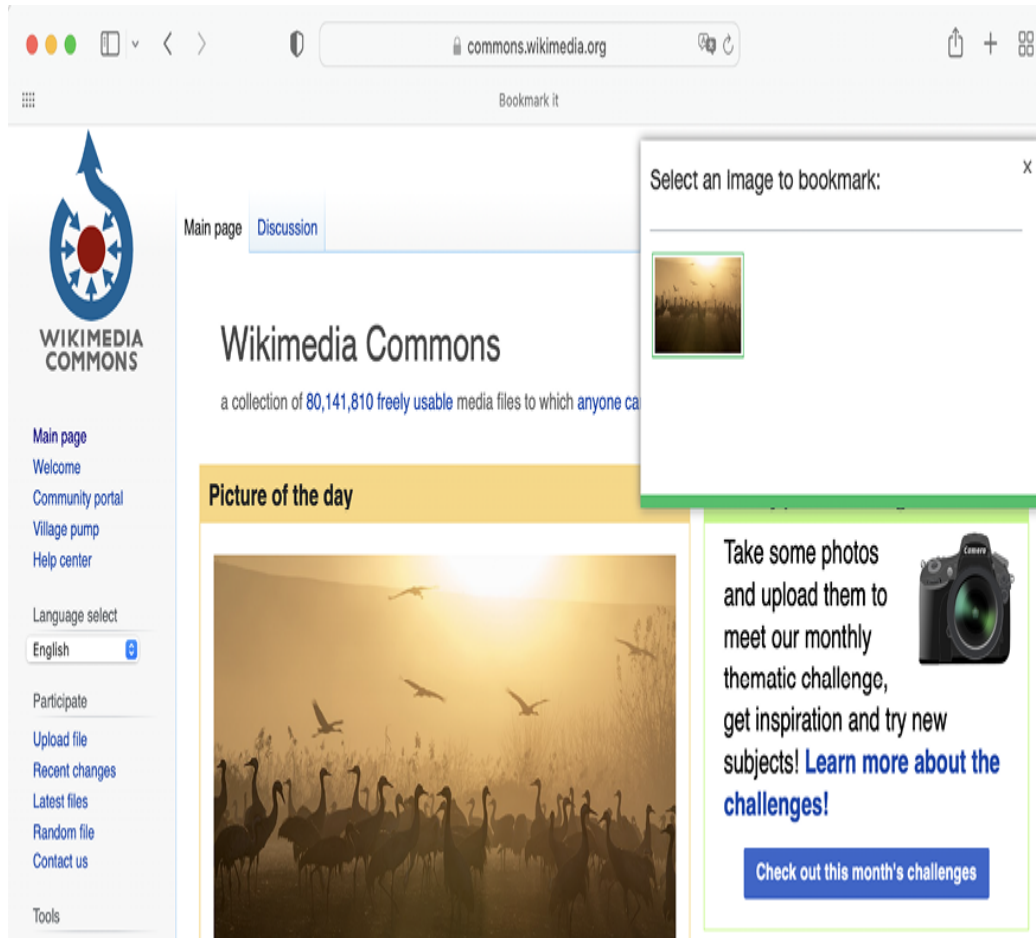 commons.wikimedia.org
Bookmark it
WIKIMEDIA
COMMONS
Main page
Welcome
Community portal
Village pump
Help center
Language select
English
Participate
Upload file
Recent changes
Latest files
Random file
Contact us
Tools
Main page Discussion
Wikimedia Commons
a collection of 80,141,810 freely usable media files to which anyone ca
Picture of the day
Select an Image to bookmark:
x
Take some photos
and upload them to
meet our monthly
thematic challenge,
get inspiration and try new
subjects! Learn more about the
challenges!
Camera
Check out this month's challenges